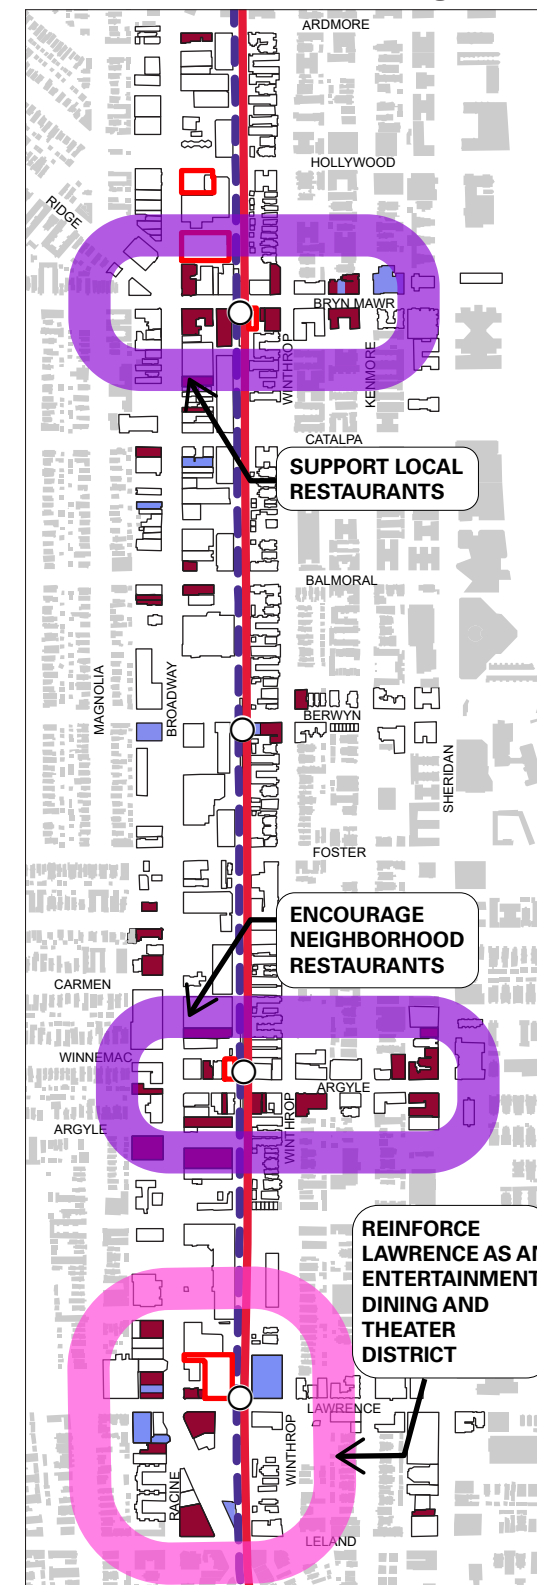 ARDMORE
HOLLYWOOD
RIDGE
BRYN MAWR
WINTHROP
KENMORE
CATALPA
SUPPORT LOCAL
RESTAURANTS
BALMORAL
MAGNOLIA
BROADWAY
BERWYN
SHERIDAN
FOSTER
ENCOURAGE
NEIGHBORHOOD
RESTAURANTS
CARMEN
WINNEMAC
ARGYLE
ARGYLE
WINTHROP
REINFORCE
LAWRENCE AS AN
ENTERTAINMENT
DINING AND
THEATER
DISTRICT
LAWRENCE
WINTHROP
RACINE
LELAND